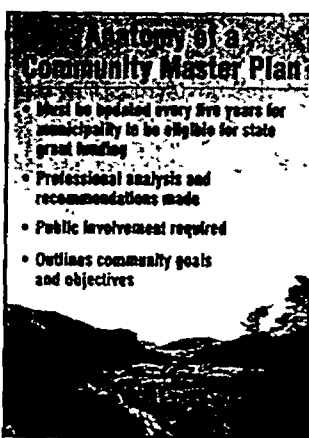 Anatomy of a
Community Master Plan
• Must be updated every five years for
municipality to be eligible for state
grant funding
• Professional analysis and
recommendations made
• Public involvement required
• Outlines community goals
and objectives